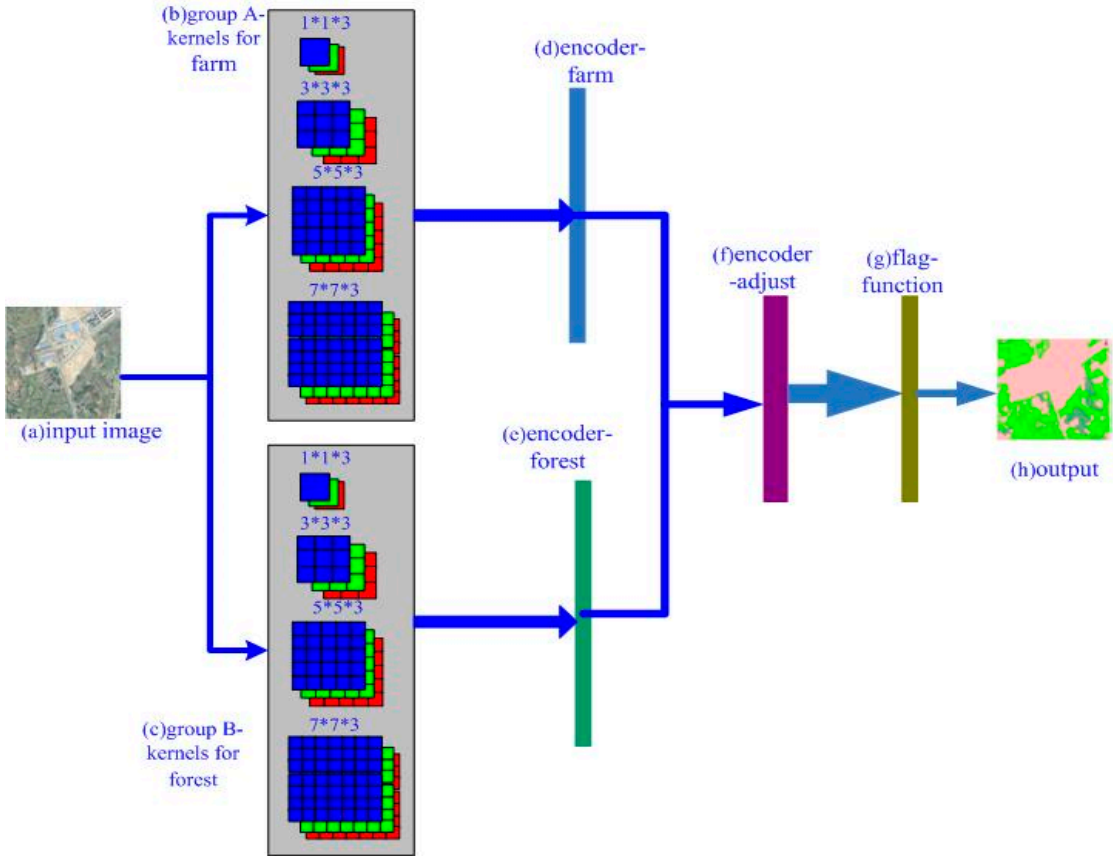 (b)group A-
kernels for
farm
1*1*3
3*3*3
5*5*3
7*7*3
(d)encoder-
farm
(a)input image
(f)encoder
-adjust
(g)flag-
function
(h)output
(c)group B-
kernels for
forest
1*1*3
3*3*3
5*5*3
7*7*3
(e)encoder-
forest